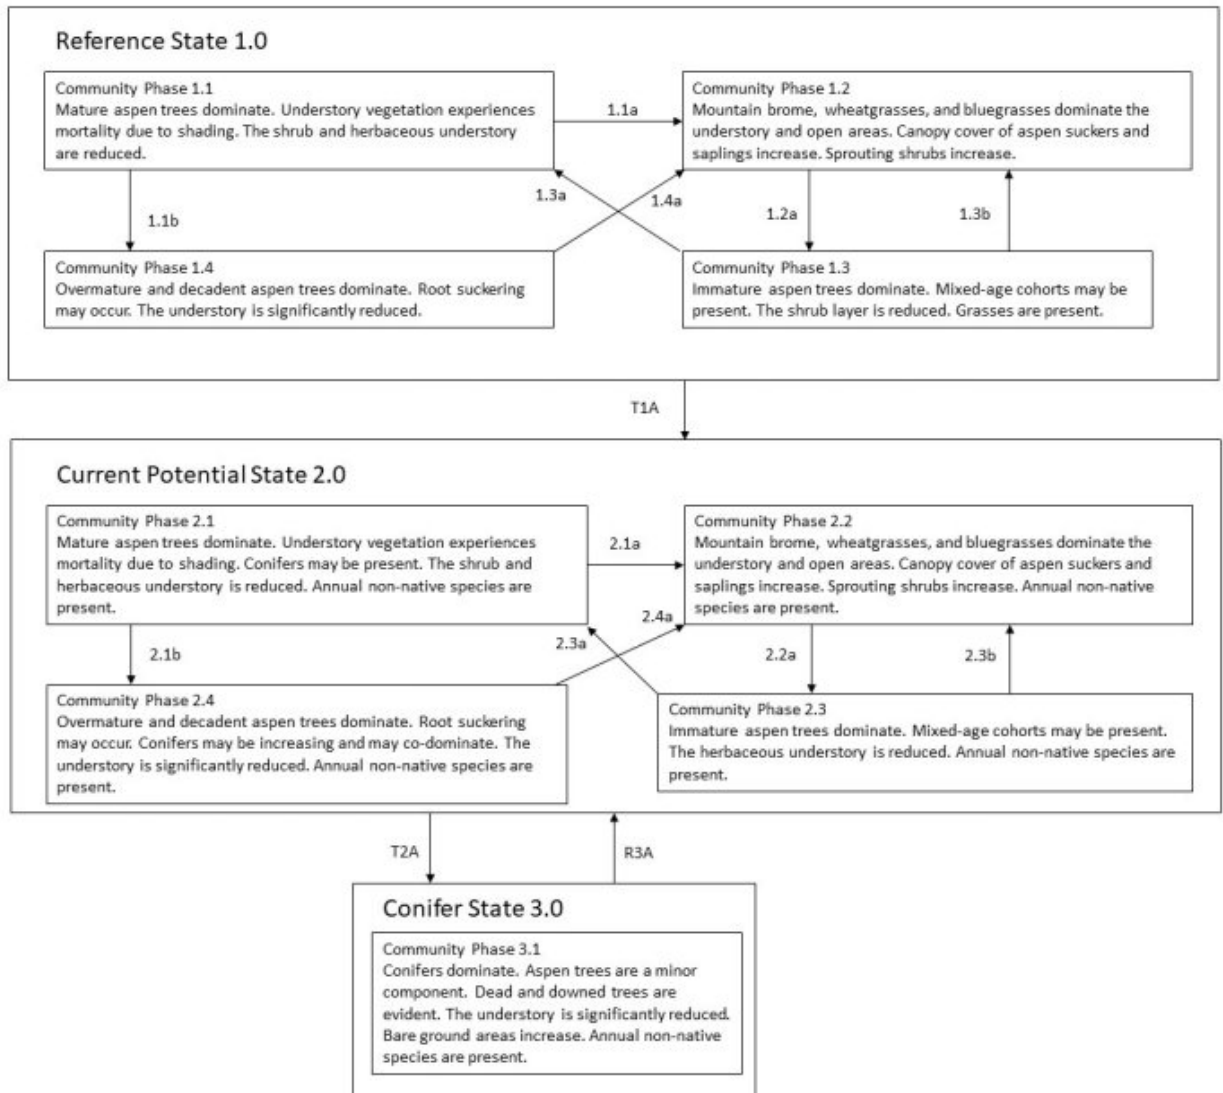 Reference State 1.0
Community Phase 1.1
Mature aspen trees dominate. Understory vegetation experiences
mortality due to shading. The shrub and herbaceous understory
are reduced.
1.1a
Community Phase 1.2
Mountain brome, wheatgrasses, and bluegrasses dominate the
understory and open areas. Canopy cover of aspen suckers and
saplings increase. Sprouting shrubs increase.
1.1b
1.3a
1.4a
1.2a
1.3b
Community Phase 1.4
Overmature and decadent aspen trees dominate. Root suckering
may occur. The understory is significantly reduced.
Community Phase 1.3
Immature aspen trees dominate. Mixed-age cohorts may be
present. The shrub layer is reduced. Grasses are present.
T1A
Current Potential State 2.0
Community Phase 2.1
Mature aspen trees dominate. Understory vegetation experiences
mortality due to shading. Conifers may be present. The shrub and
herbaceous understory is reduced. Annual non-native species are
present.
2.1a
Community Phase 2.2
Mountain brome, wheatgrasses, and bluegrasses dominate the
understory and open areas. Canopy cover of aspen suckers and
saplings increase. Sprouting shrubs increase. Annual non-native
species are present.
2.1b
2.3a
2.4a
2.2a
2.3b
Community Phase 2.4
Overmature and decadent aspen trees dominate. Root suckering
may occur. Conifers may be increasing and may co-dominate. The
understory is significantly reduced. Annual non-native species are
present.
Community Phase 2.3
Immature aspen trees dominate. Mixed-age cohorts may be present.
The herbaceous understory is reduced. Annual non-native species are
present.
T2A
R3A
Conifer State 3.0
Community Phase 3.1
Conifers dominate. Aspen trees are a minor
component. Dead and downed trees are
evident. The understory is significantly reduced.
Bare ground areas increase. Annual non-native
species are present.